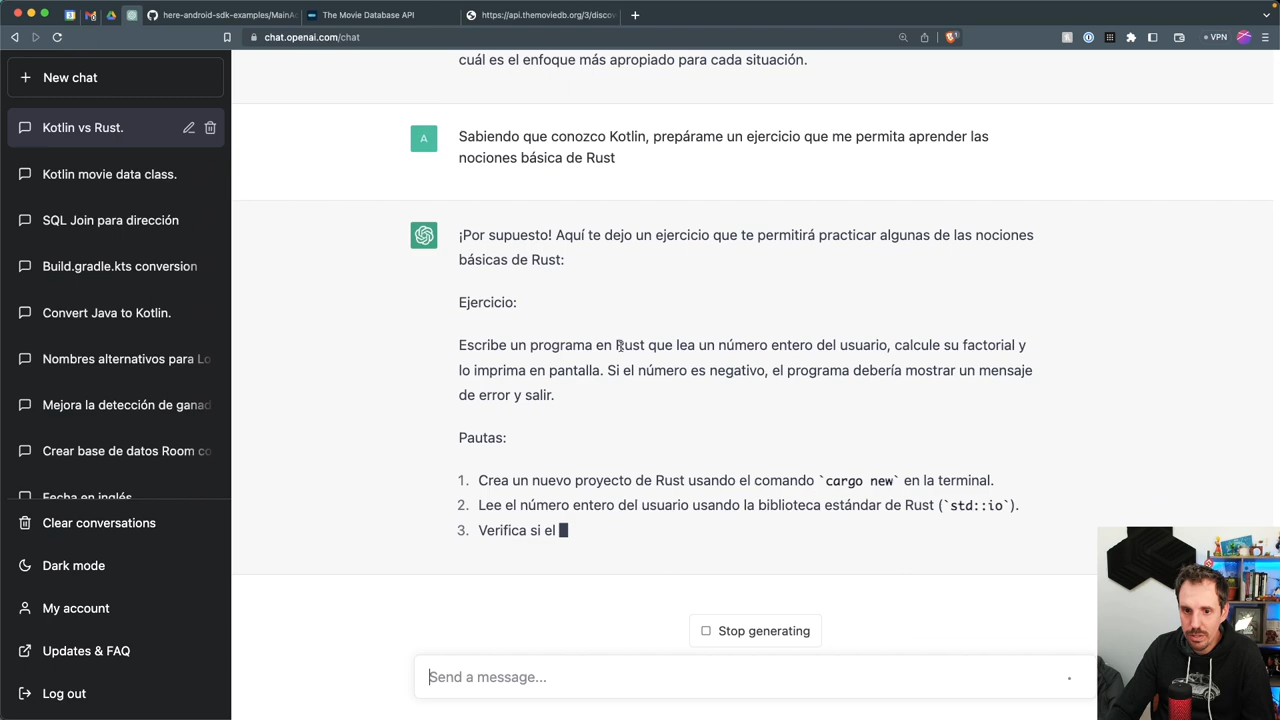 here-android-sdk-examples/MainA
The Movie Database API
https://api.themoviedb.org/3/discov
chat.openai.com/chat
VPN
New chat
Kotlin vs Rust.
Kotlin movie data class.
SQL Join para dirección
Build.gradle.kts conversion
Convert Java to Kotlin.
Nombres alternativos para Lo
Mejora la detección de ganad
Crear base de datos Room co
Fecha en inglés
Clear conversations
Dark mode
My account
Updates & FAQ
Log out
cuál es el enfoque más apropiado para cada situación.
A
Sabiendo que conozco Kotlin, prepárame un ejercicio que me permita aprender las
nociones básica de Rust
¡Por supuesto! Aquí te dejo un ejercicio que te permitirá practicar algunas de las nociones
básicas de Rust:
Ejercicio:
Escribe un programa en Rust que lea un número entero del usuario, calcule su factorial y
lo imprima en pantalla. Si el número es negativo, el programa debería mostrar un mensaje
de error y salir.
Pautas:
1. Crea un nuevo proyecto de Rust usando el comando `cargo new` en la terminal.
2. Lee el número entero del usuario usando la biblioteca estándar de Rust (`std::io`).
3. Verifica si el
Stop generating
Send a message...